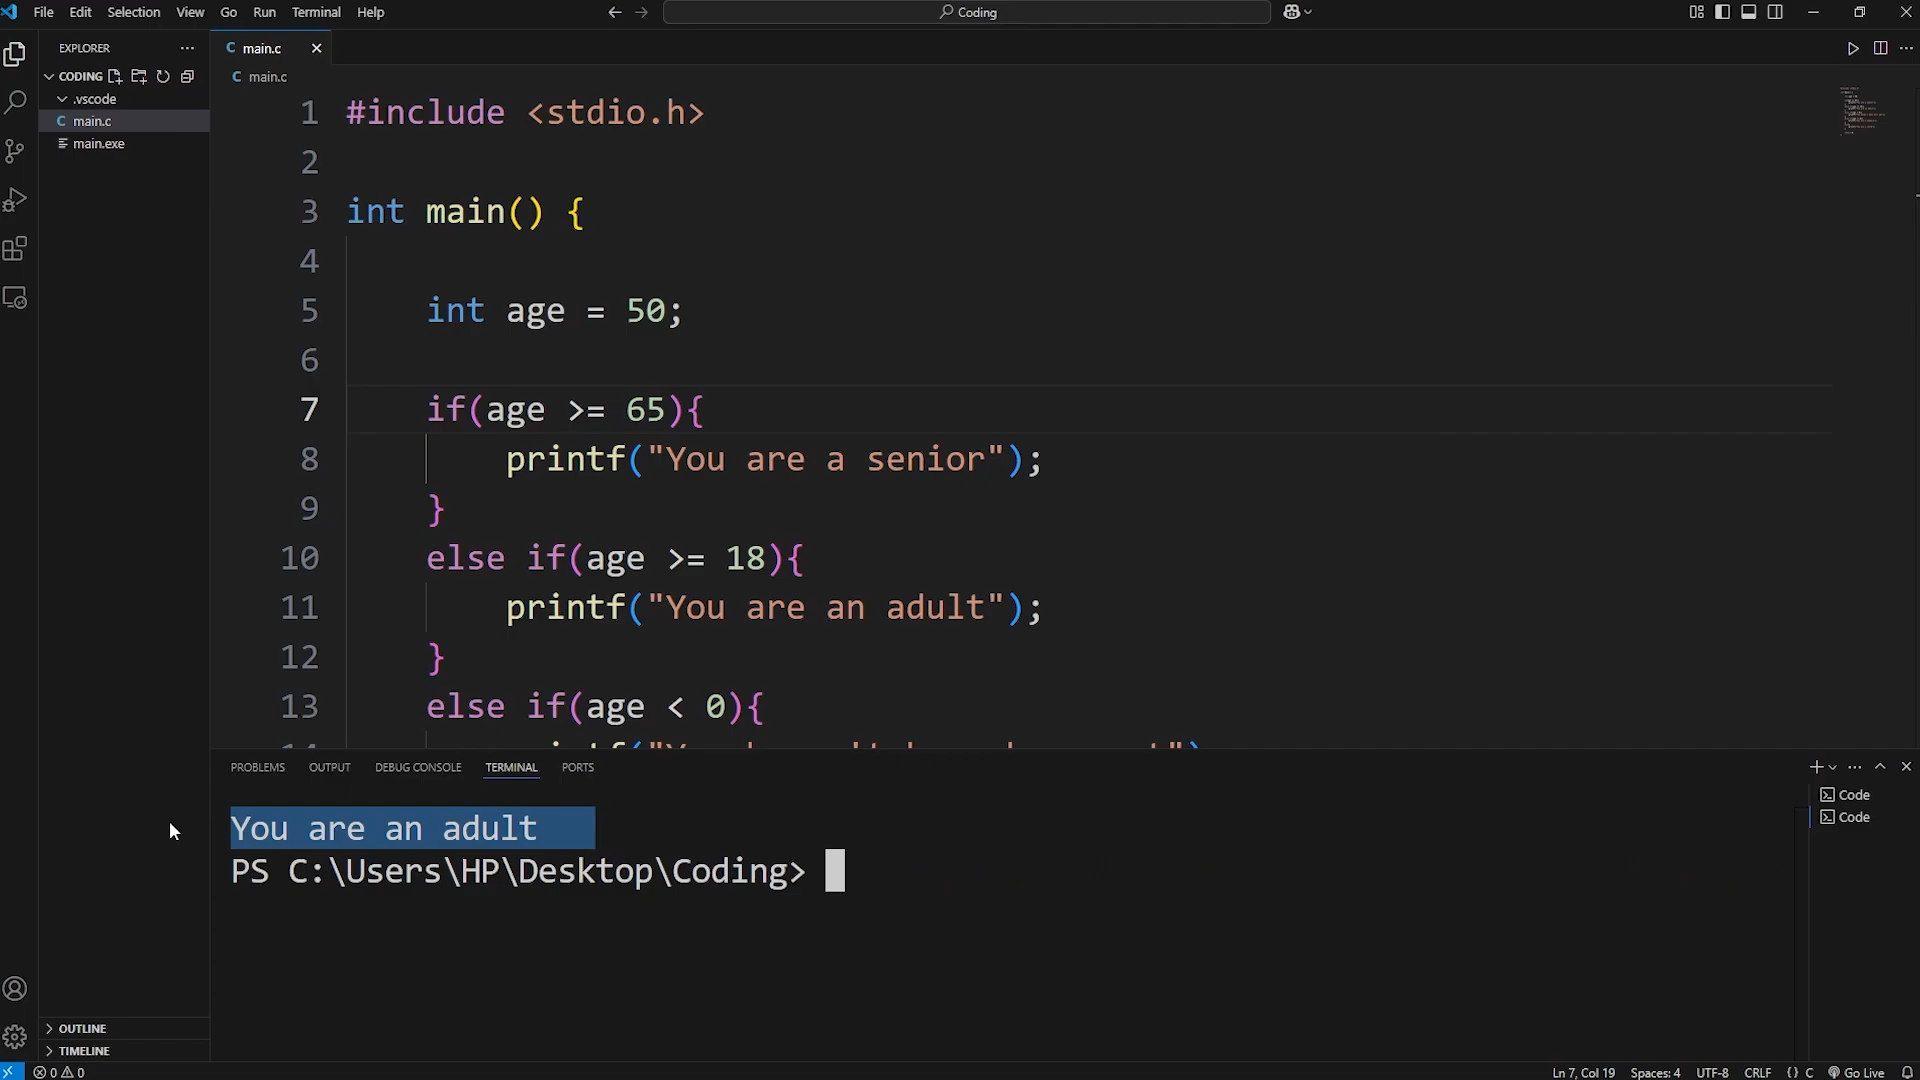 File Edit Selection View Go Run Terminal Help
Coding
EXPLORER
CODING
.vscode
C main.c
main.exe
OUTLINE
TIMELINE
C main.c
C main.c
1 #include <stdio.h>
2
3 int main() {
4
5 int age = 50;
6
7 if(age >= 65){
8 printf("You are a senior");
9 }
10 else if(age >= 18){
11 printf("You are an adult");
12 }
13 else if(age < 0){
PROBLEMS OUTPUT DEBUG CONSOLE TERMINAL PORTS
You are an adult
PS C:\Users\HP\Desktop\Coding>
Code
Code
0 0 Ln 7, Col 19 Spaces: 4 UTF-8 CRLF {} C Go Live